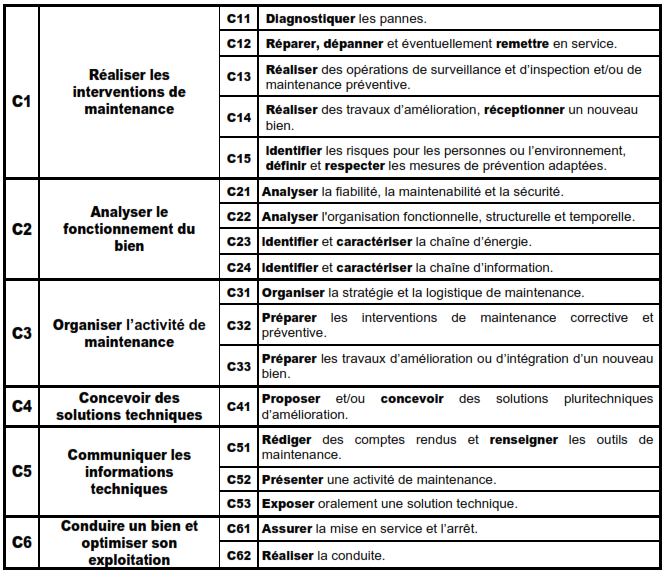 C1
Réaliser les
interventions de
maintenance
C11 Diagnostiquer les pannes.
C12 Réparer, dépanner et éventuellement remettre en service.
C13 Réaliser des opérations de surveillance et d’inspection et/ou de
maintenance préventive.
C14 Réaliser des travaux d’amélioration, réceptionner un nouveau
bien.
C15 Identifier les risques pour les personnes ou l’environnement,
définir et respecter les mesures de prévention adaptées.
C2
Analyser le
fonctionnement du
bien
C21 Analyser la fiabilité, la maintenabilité et la sécurité.
C22 Analyser l'organisation fonctionnelle, structurelle et temporelle.
C23 Identifier et caractériser la chaîne d’énergie.
C24 Identifier et caractériser la chaîne d’information.
C3
Organiser l’activité de
maintenance
C31 Organiser la stratégie et la logistique de maintenance.
C32 Préparer les interventions de maintenance corrective et
préventive.
C33 Préparer les travaux d’amélioration ou d’intégration d’un nouveau
bien.
C4
Concevoir des
solutions techniques
C41 Proposer et/ou concevoir des solutions pluritechniques
d’amélioration.
C5
Communiquer les
informations
techniques
C51 Rédiger des comptes rendus et renseigner les outils de
maintenance.
C52 Présenter une activité de maintenance.
C53 Exposer oralement une solution technique.
C6
Conduire un bien et
optimiser son
exploitation
C61 Assurer la mise en service et l’arrêt.
C62 Réaliser la conduite.